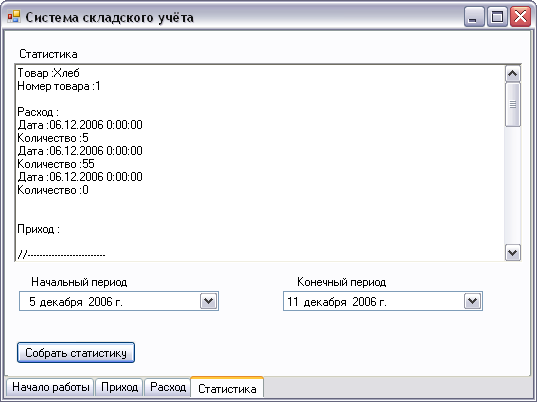 Система складского учёта
Статистика
Товар :Хлеб
Номер товара :1
Расход :
Дата :06.12.2006 0:00:00
Количество :5
Дата :06.12.2006 0:00:00
Количество :55
Дата :06.12.2006 0:00:00
Количество :0
Приход :
//--------------------------
Начальный период
Конечный период
5 декабря 2006 г.
11 декабря 2006 г.
Собрать статистику
Начало работы Приход Расход Статистика